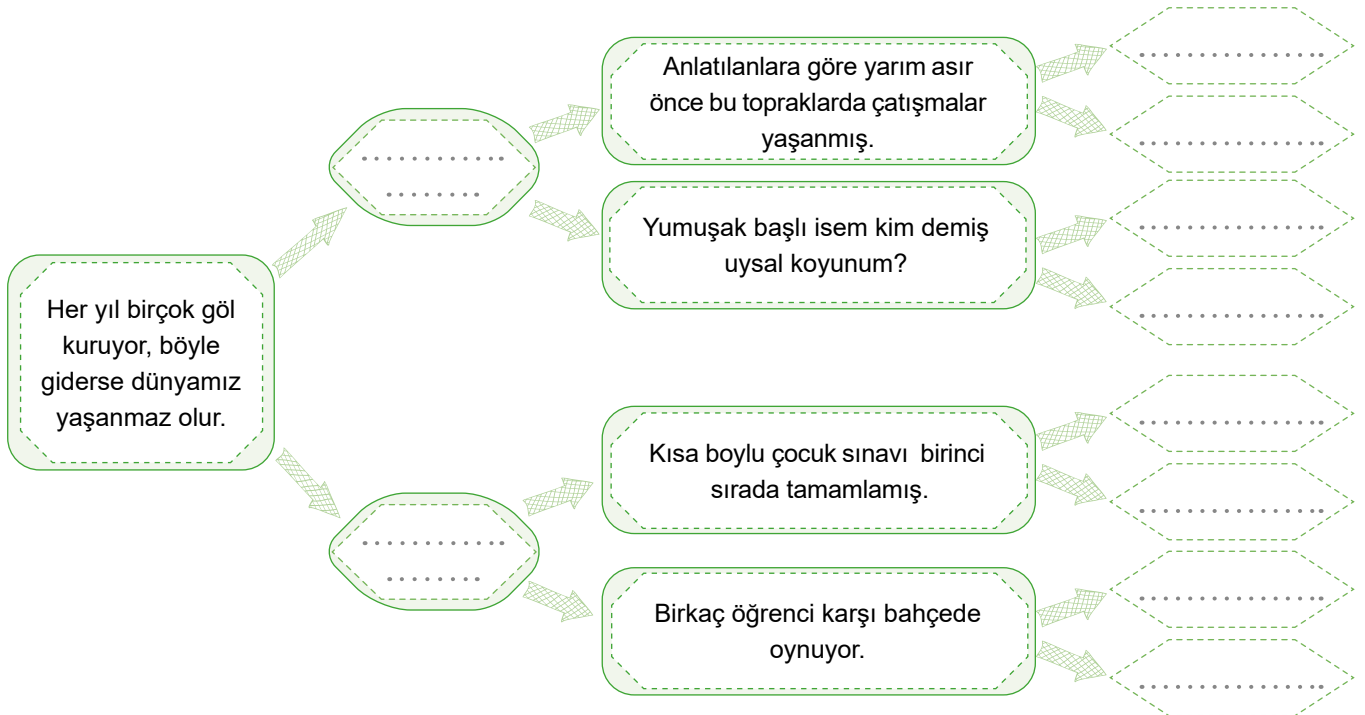 Anlatılanlara göre yarım asır
önce bu topraklarda çatışmalar
yaşanmış.
Yumuşak başlı isem kim demiş
uysal koyunum?
Her yıl birçok göl
kuruyor, böyle
giderse dünyamız
yaşanmaz olur.
Kısa boylu çocuk sınavı birinci
sırada tamamlamış.
Birkaç öğrenci karşı bahçede
oynuyor.